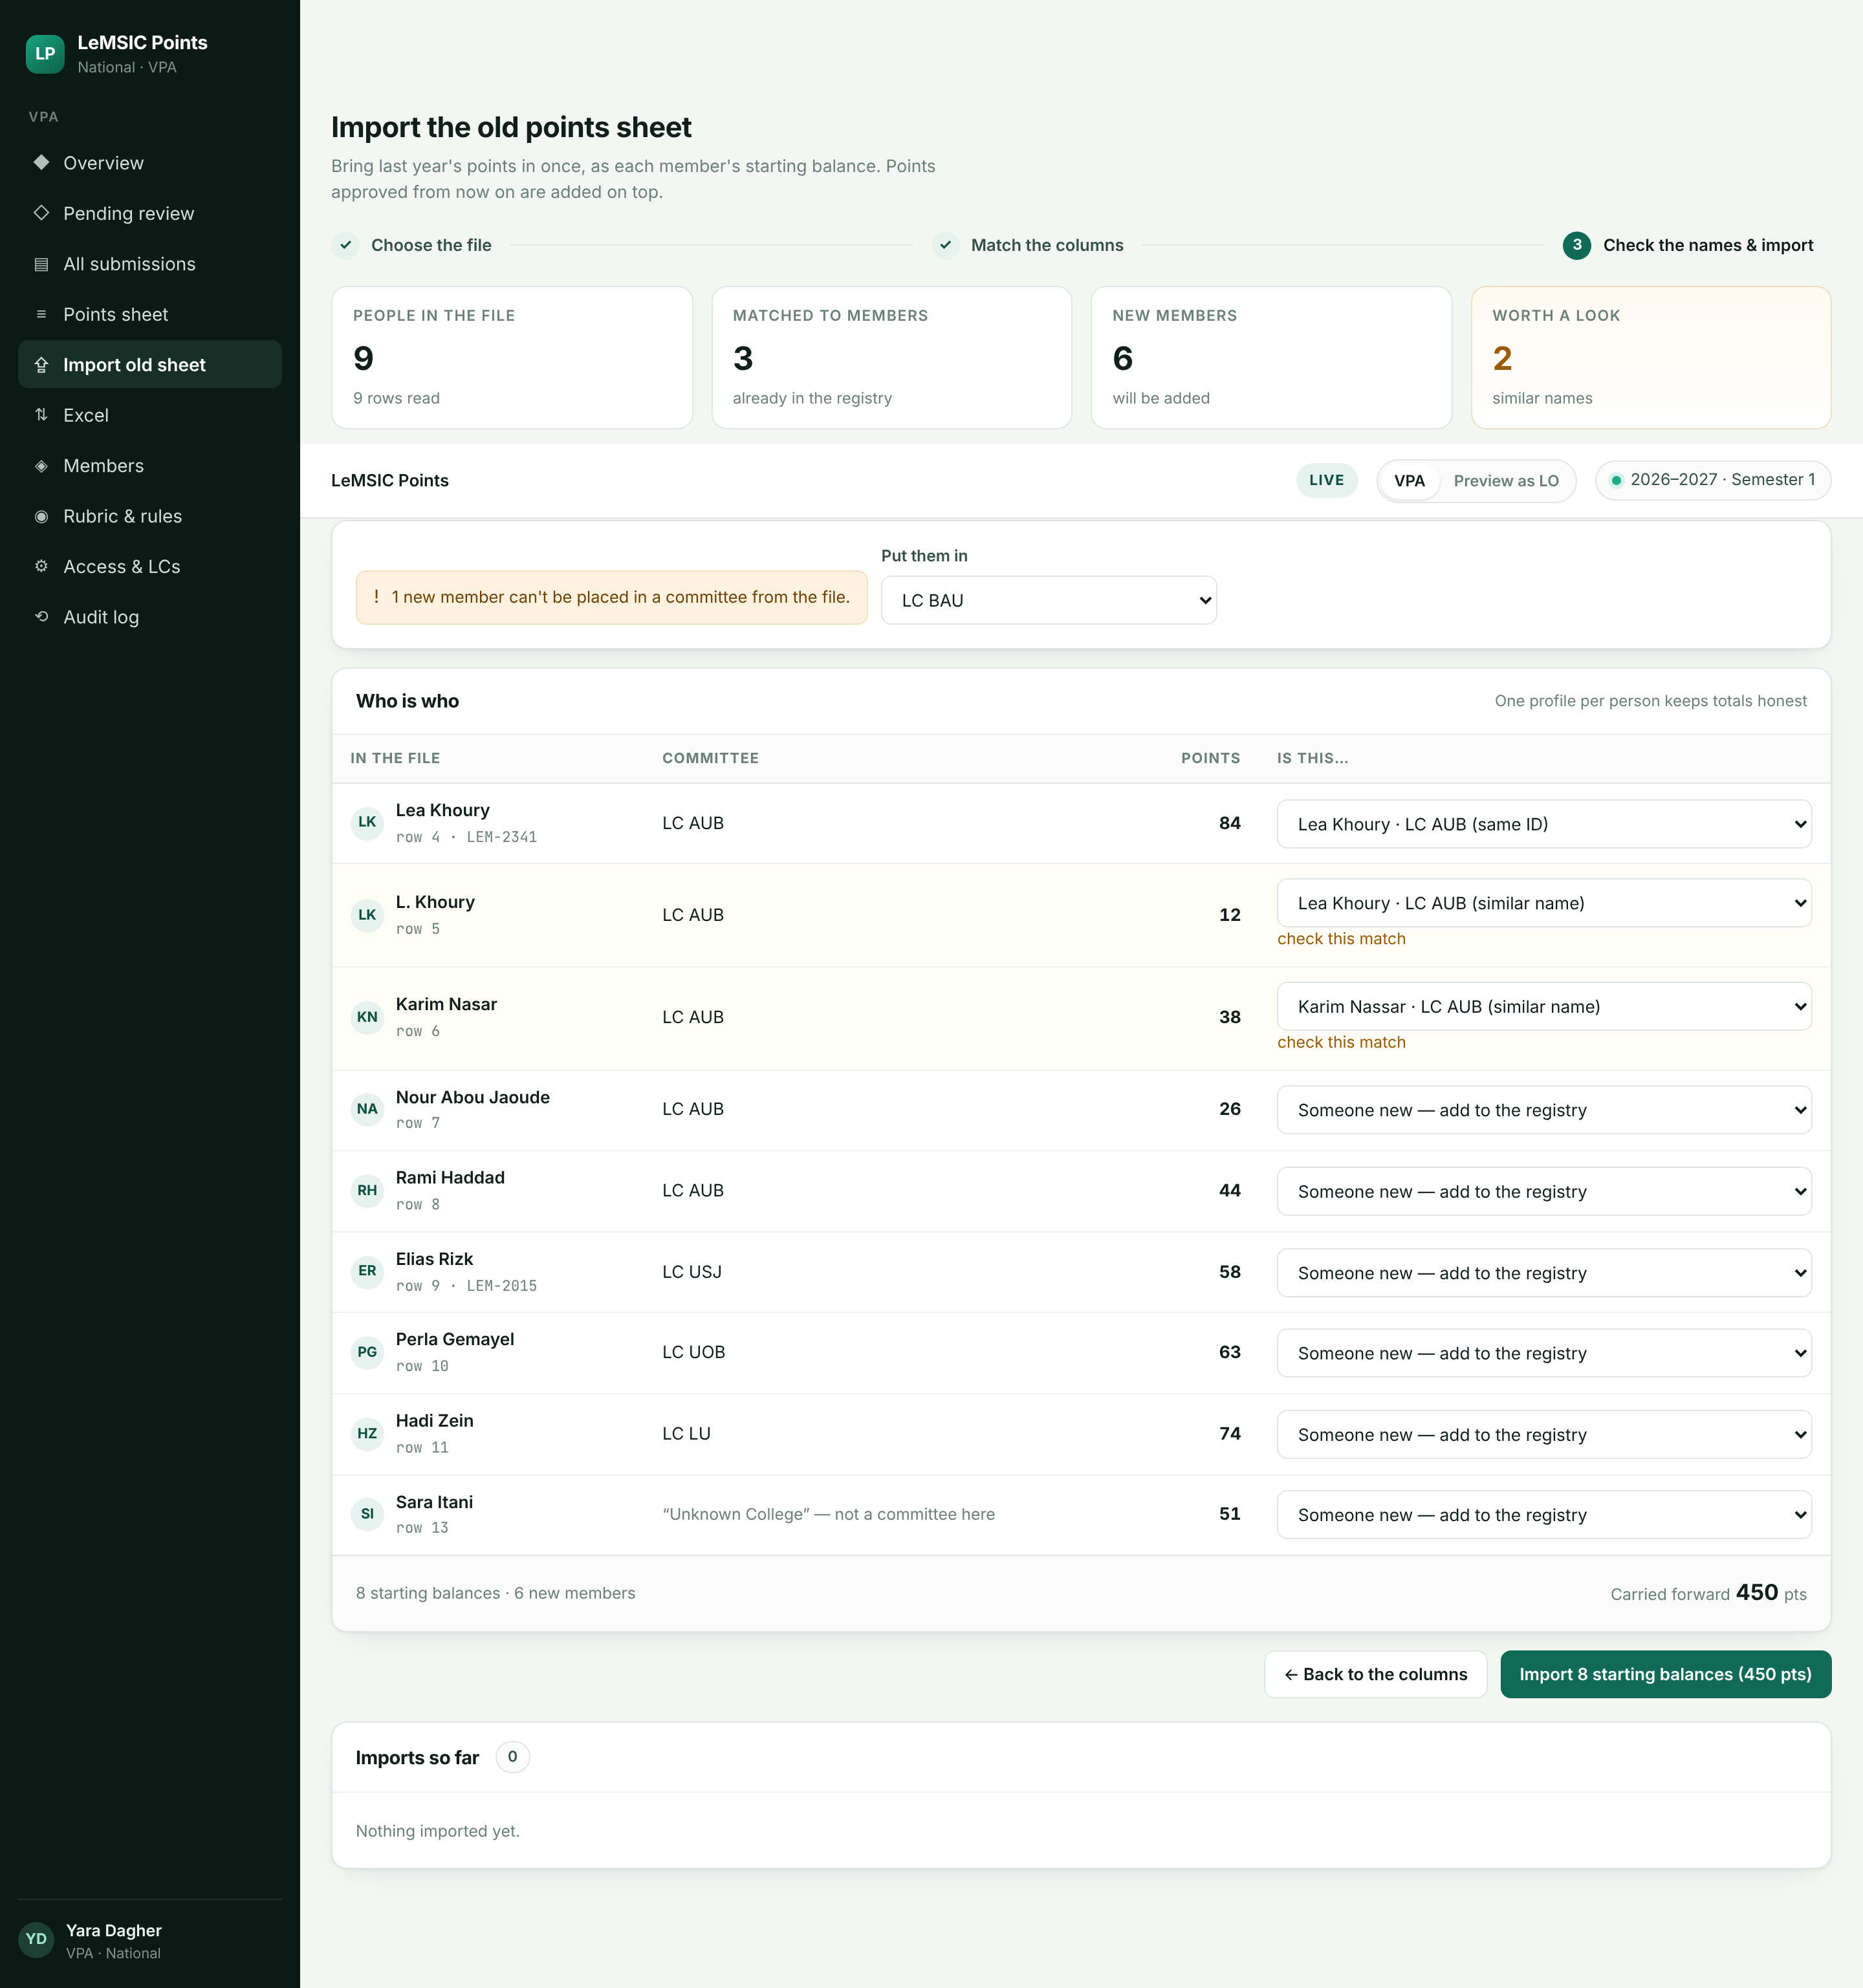 LP
LeMSIC Points
National · VPA
VPA
Overview
Pending review
All submissions
Points sheet
Import old sheet
Excel
Members
Rubric & rules
Access & LCs
Audit log
YD
Yara Dagher
VPA · National
Import the old points sheet
Bring last year's points in once, as each member's starting balance. Points
approved from now on are added on top.
✓ Choose the file
✓ Match the columns
3 Check the names & import
PEOPLE IN THE FILE
9
9 rows read
MATCHED TO MEMBERS
3
already in the registry
NEW MEMBERS
6
will be added
WORTH A LOOK
2
similar names
LeMSIC Points
LIVE
VPA
Preview as LO
2026–2027 · Semester 1
Put them in
! 1 new member can't be placed in a committee from the file.
LC BAU
Who is who
One profile per person keeps totals honest
IN THE FILE
COMMITTEE
POINTS
IS THIS…
LK
Lea Khoury
row 4 · LEM-2341
LC AUB
84
Lea Khoury · LC AUB (same ID)
LK
L. Khoury
row 5
LC AUB
12
Lea Khoury · LC AUB (similar name)
check this match
KN
Karim Nasar
row 6
LC AUB
38
Karim Nassar · LC AUB (similar name)
check this match
NA
Nour Abou Jaoude
row 7
LC AUB
26
Someone new — add to the registry
RH
Rami Haddad
row 8
LC AUB
44
Someone new — add to the registry
ER
Elias Rizk
row 9 · LEM-2015
LC USJ
58
Someone new — add to the registry
PG
Perla Gemayel
row 10
LC UOB
63
Someone new — add to the registry
HZ
Hadi Zein
row 11
LC LU
74
Someone new — add to the registry
SI
Sara Itani
row 13
“Unknown College” — not a committee here
51
Someone new — add to the registry
8 starting balances · 6 new members
Carried forward 450 pts
← Back to the columns
Import 8 starting balances (450 pts)
Imports so far 0
Nothing imported yet.